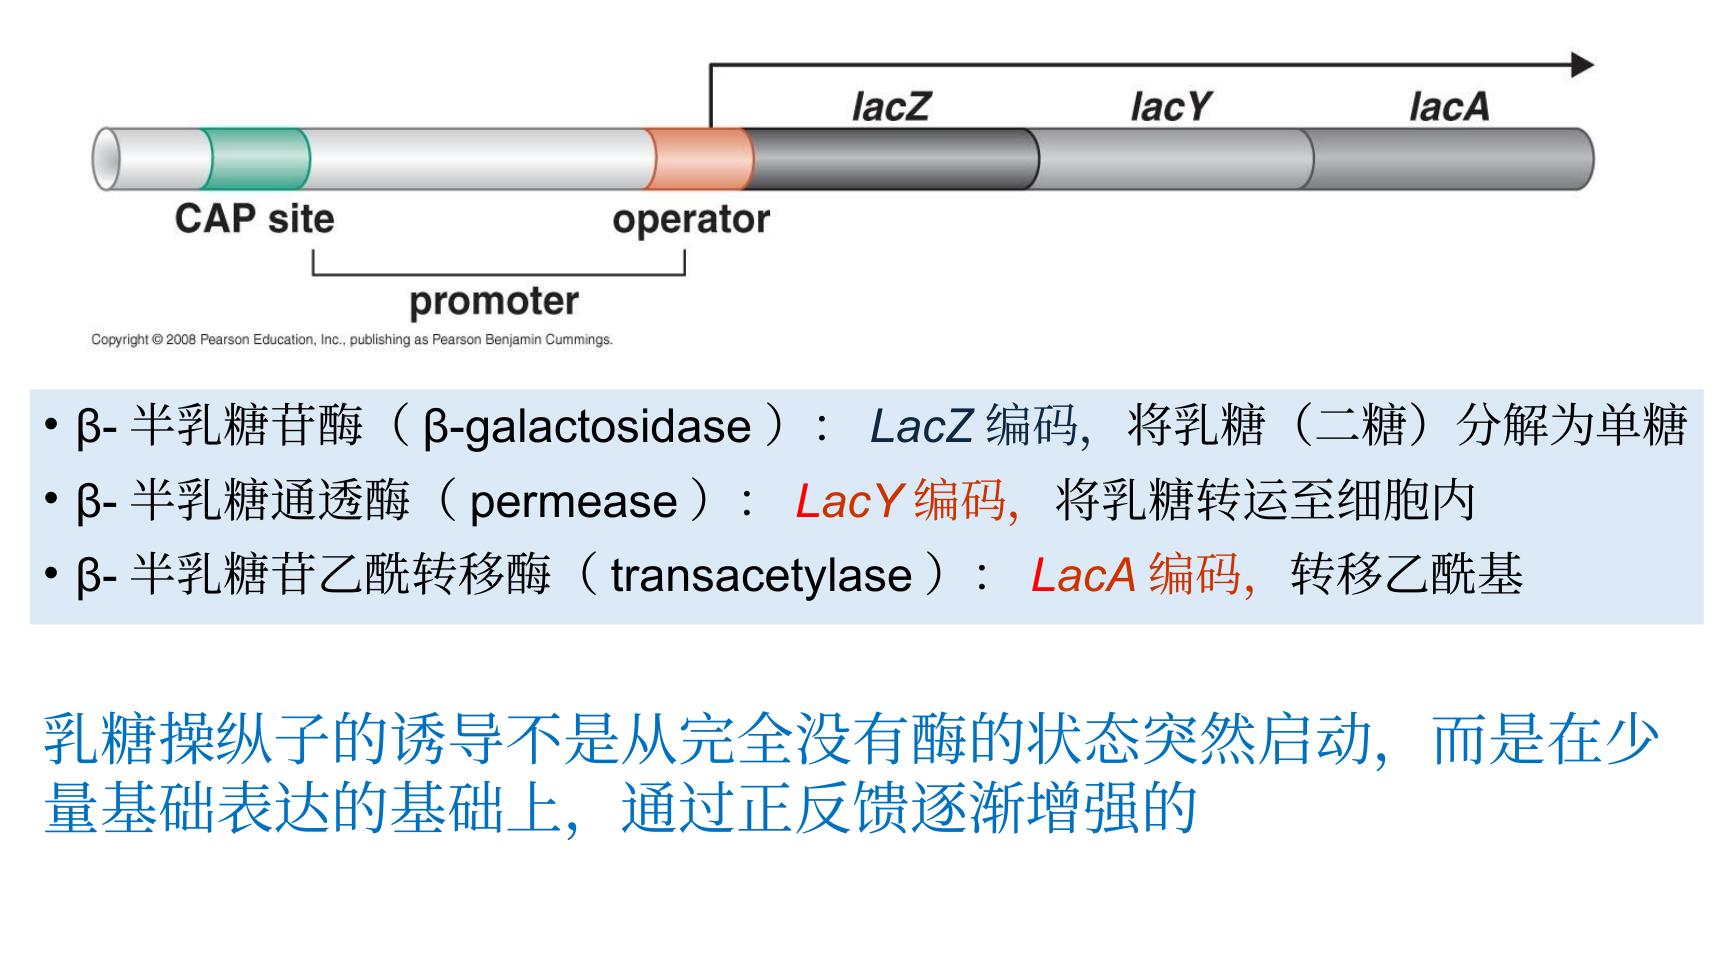 lacZ lacY lacA
CAP site operator
promoter
Copyright © 2008 Pearson Education, Inc., publishing as Pearson Benjamin Cummings.
• β- 半乳糖苷酶（ β-galactosidase ）： LacZ 编码，将乳糖（二糖）分解为单糖
• β- 半乳糖通透酶（ permease ）： LacY 编码，将乳糖转运至细胞内
• β- 半乳糖苷乙酰转移酶（ transacetylase ）： LacA 编码，转移乙酰基
乳糖操纵子的诱导不是从完全没有酶的状态突然启动，而是在少
量基础表达的基础上，通过正反馈逐渐增强的